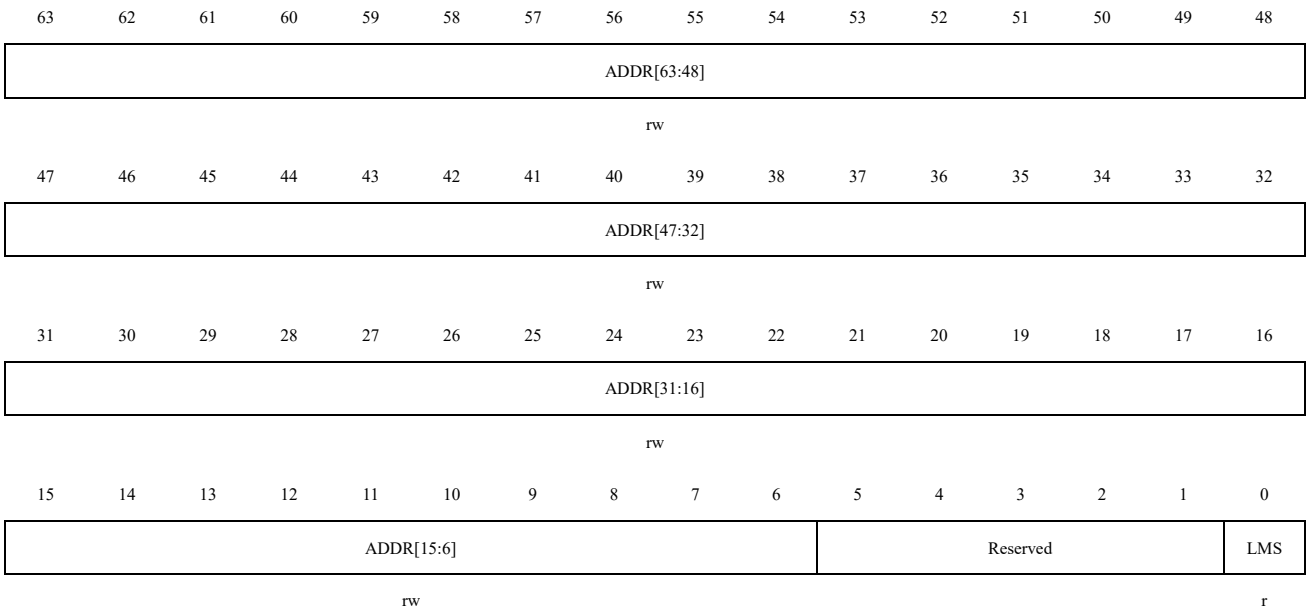 63 62 61 60 59 58 57 56 55 54 53 52 51 50 49 48
ADDR[63:48]
rw
47 46 45 44 43 42 41 40 39 38 37 36 35 34 33 32
ADDR[47:32]
rw
31 30 29 28 27 26 25 24 23 22 21 20 19 18 17 16
ADDR[31:16]
rw
15 14 13 12 11 10 9 8 7 6 5 4 3 2 1 0
ADDR[15:6] Reserved LMS
rw r